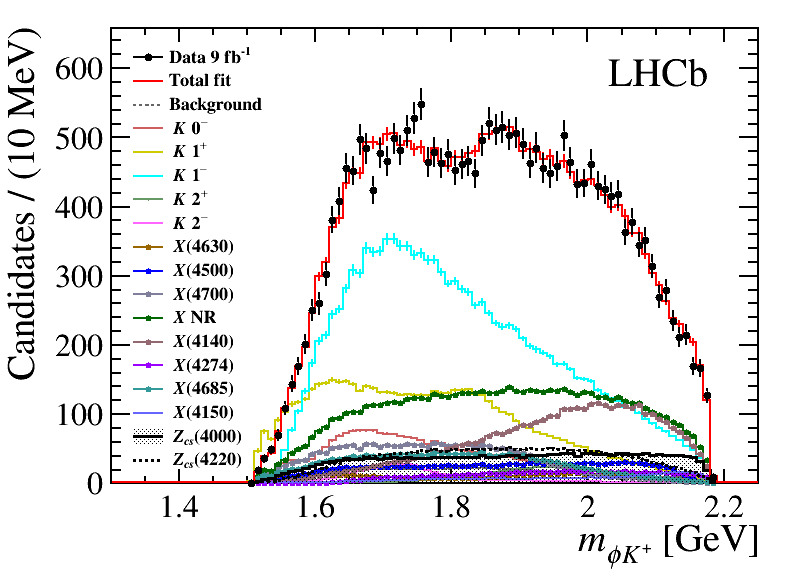 Candidates / (10 MeV)
600
500
400
300
200
100
0
LHCb
Data 9 fb⁻¹
Total fit
Background
K 0⁻
K 1⁺
K 1⁻
K 2⁺
K 2⁻
X(4630)
X(4500)
X(4700)
X NR
X(4140)
X(4274)
X(4685)
X(4150)
Z_cs(4000)
Z_cs(4220)
1.4 1.6 1.8 2 2.2
m_ϕK⁺ [GeV]